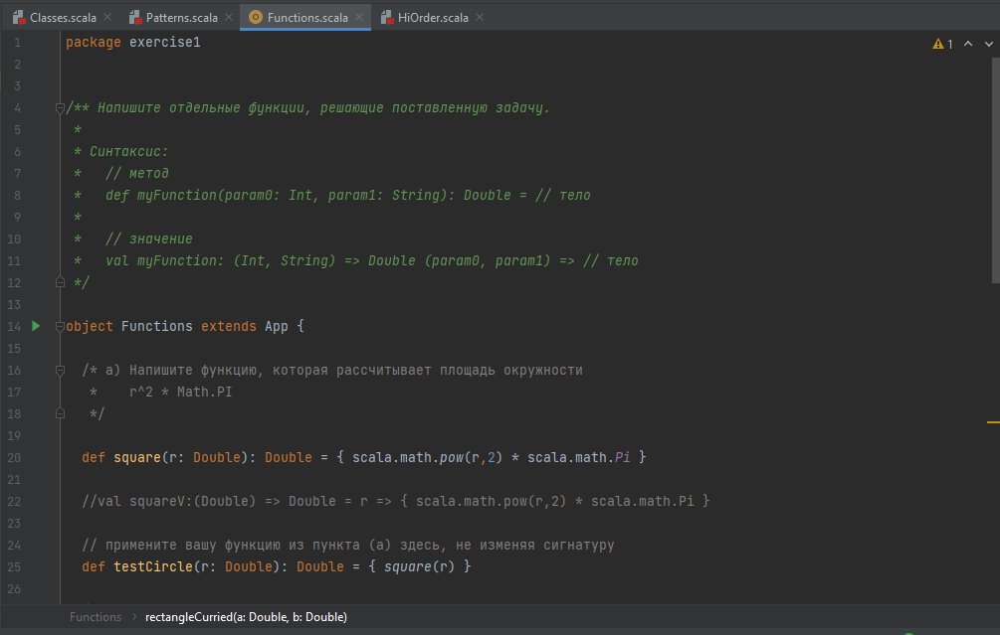 Classes.scala Patterns.scala Functions.scala HiOrder.scala
1 package exercise1 1
2
3
4 /** Напишите отдельные функции, решающие поставленную задачу.
5 *
6 * Синтаксис:
7 * // метод
8 * def myFunction(param0: Int, param1: String): Double = // тело
9 *
10 * // значение
11 * val myFunction: (Int, String) => Double (param0, param1) => // тело
12 */
13
14 object Functions extends App {
15
16 /* a) Напишите функцию, которая рассчитывает площадь окружности
17 * r^2 * Math.PI
18 */
19
20 def square(r: Double): Double = { scala.math.pow(r,2) * scala.math.Pi }
21
22 //val squareV:(Double) => Double = r => { scala.math.pow(r,2) * scala.math.Pi }
23
24 // примените вашу функцию из пункта (a) здесь, не изменяя сигнатуру
25 def testCircle(r: Double): Double = { square(r) }
26
Functions › rectangleCurried(a: Double, b: Double)